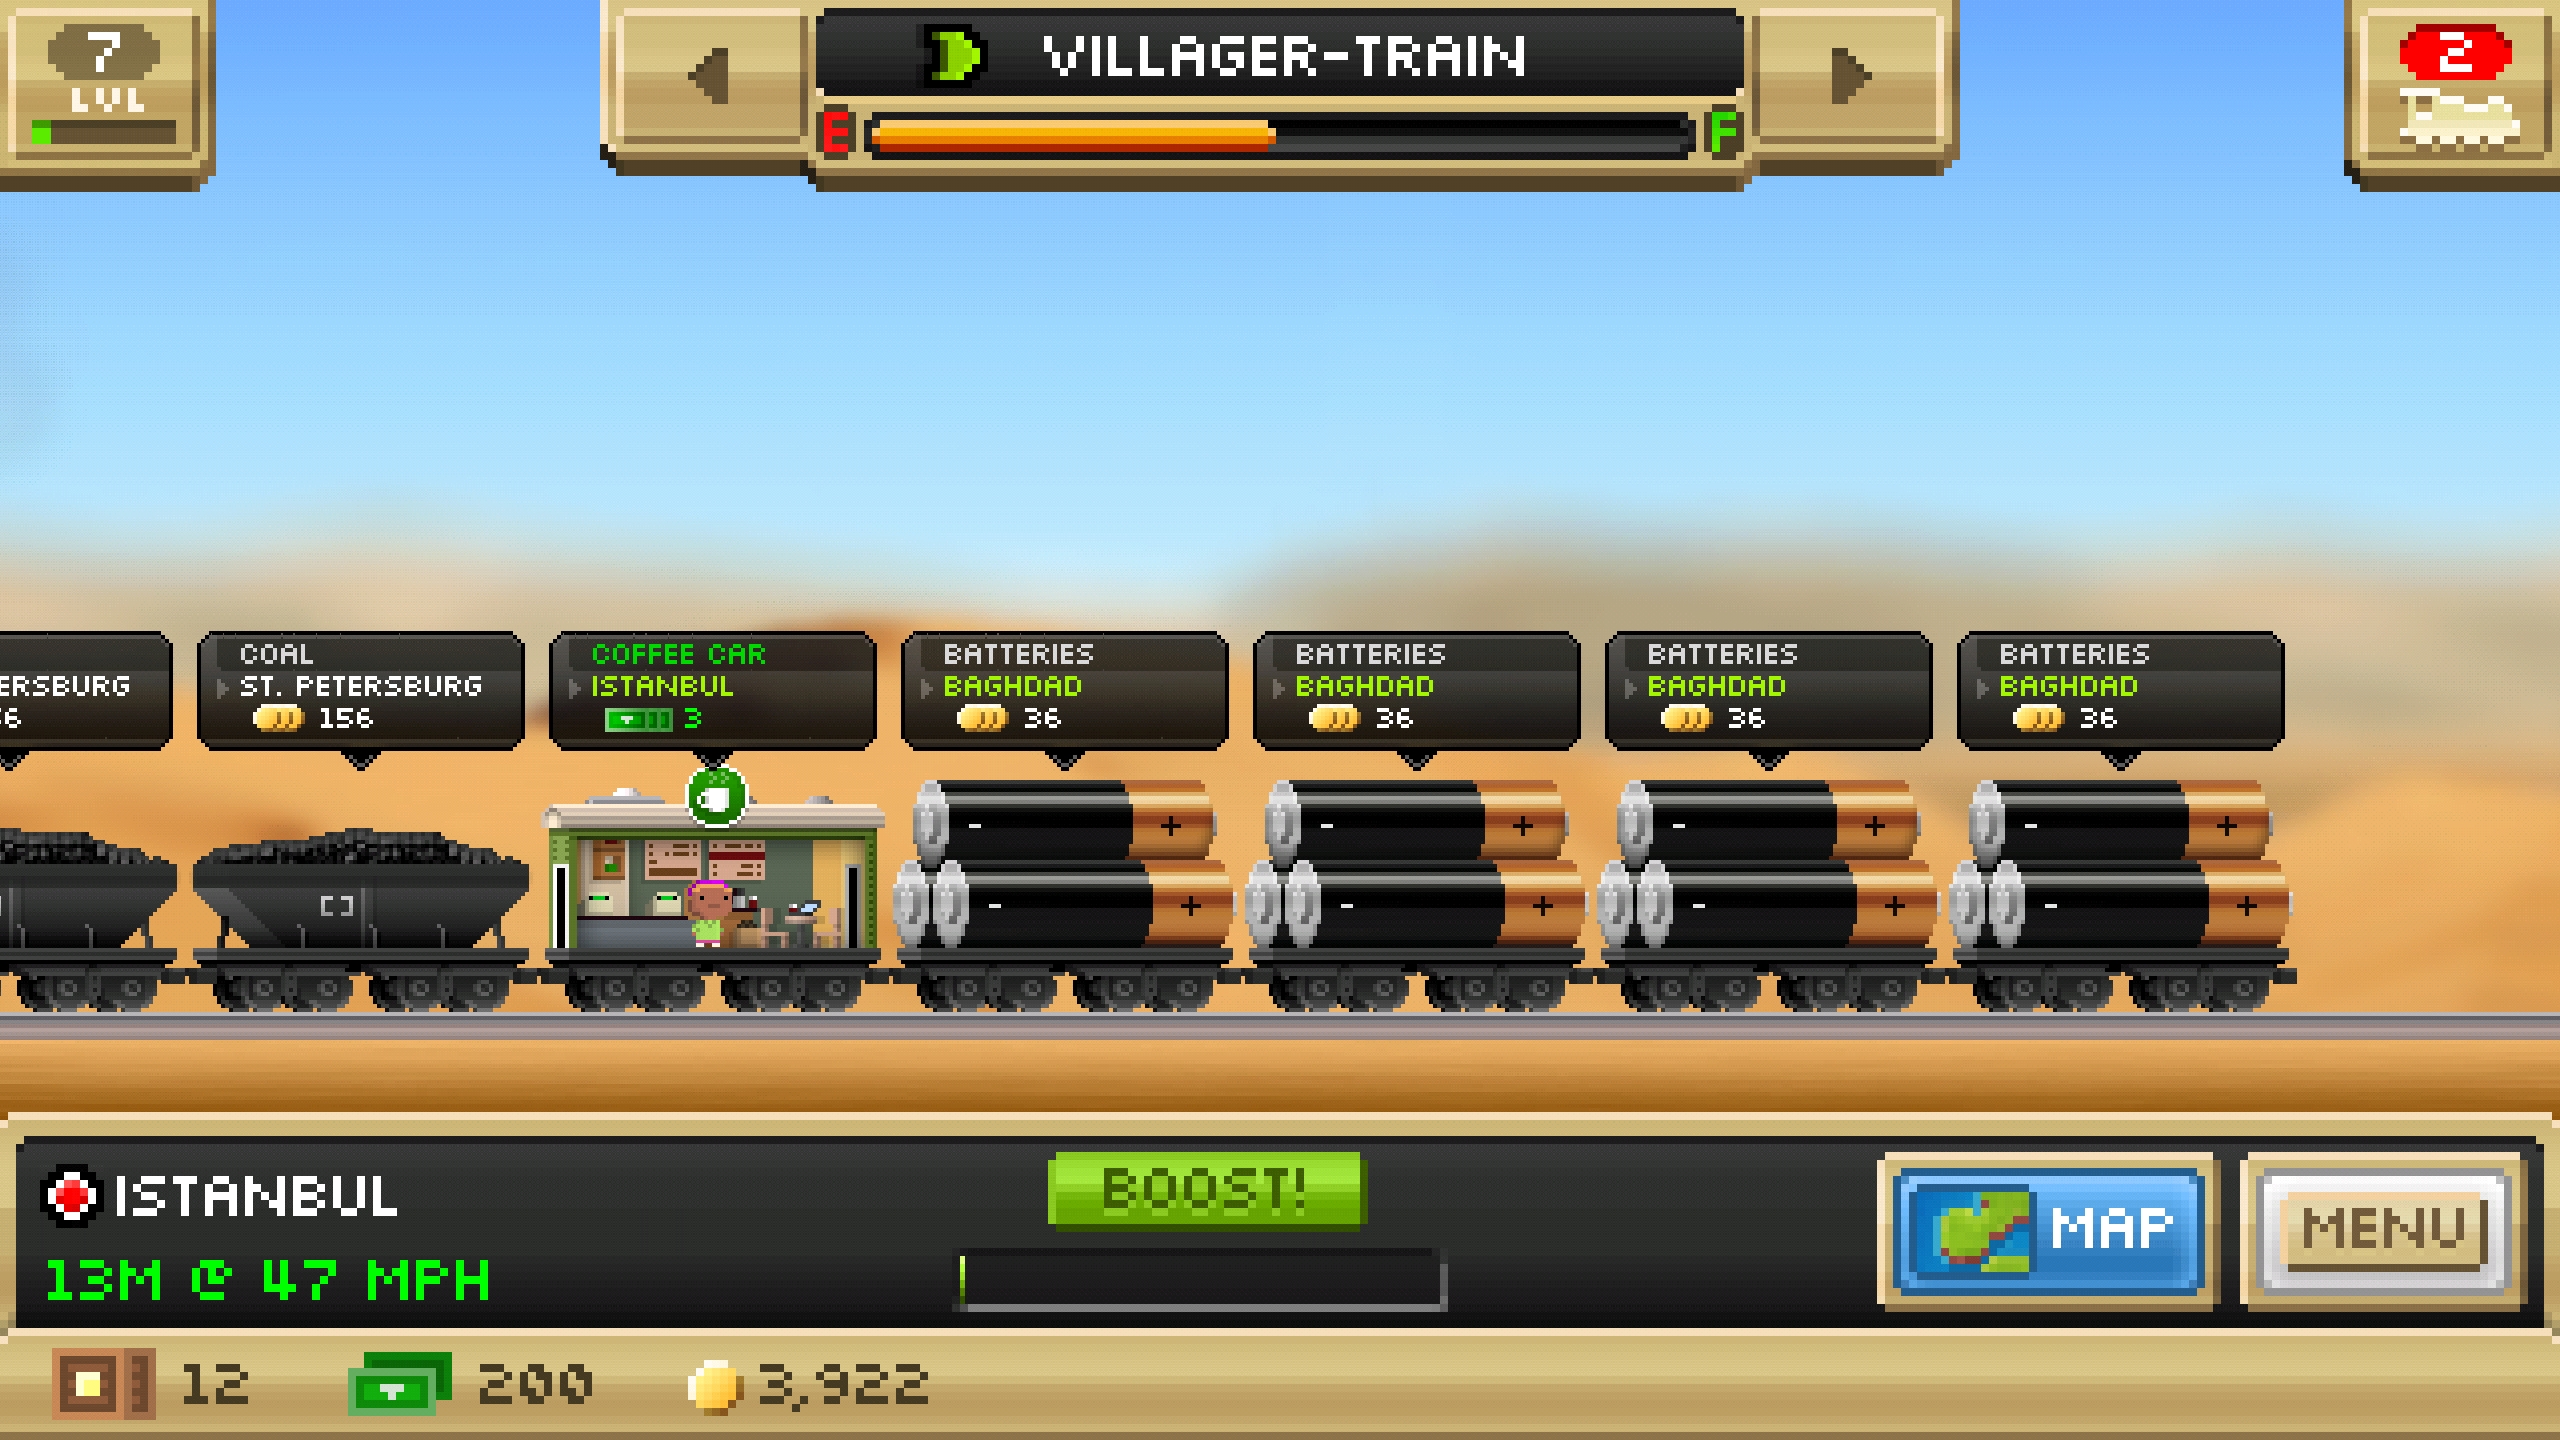 7
LVL
VILLAGER-TRAIN
E
F
2
ERSBURG
6
COAL
ST. PETERSBURG
156
COFFEE CAR
ISTANBUL
3
BATTERIES
BAGHDAD
36
BATTERIES
BAGHDAD
36
BATTERIES
BAGHDAD
36
BATTERIES
BAGHDAD
36
- +
- +
- +
- +
- +
- +
- +
- +
ISTANBUL
13M @ 47 MPH
BOOST!
MAP
MENU
12
200
3,922